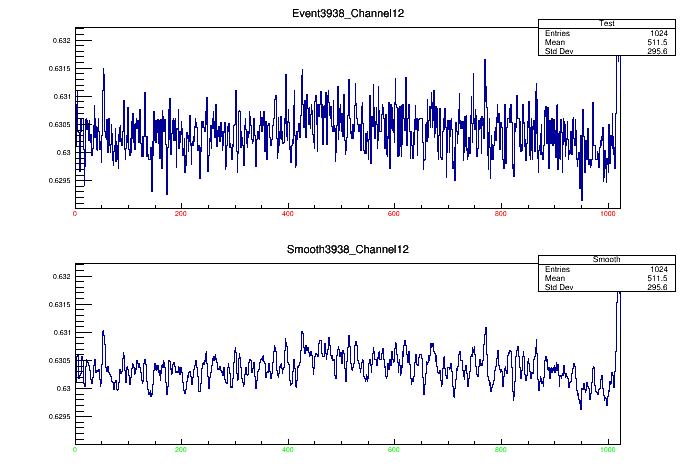 Event3938_Channel12
Test
Entries 1024
Mean 511.5
Std Dev 295.6
0.632
0.6315
0.631
0.6305
0.63
0.6295
0 200 400 600 800 1000
Smooth3938_Channel12
Smooth
Entries 1024
Mean 511.5
Std Dev 295.6
0.632
0.6315
0.631
0.6305
0.63
0.6295
0 200 400 600 800 1000